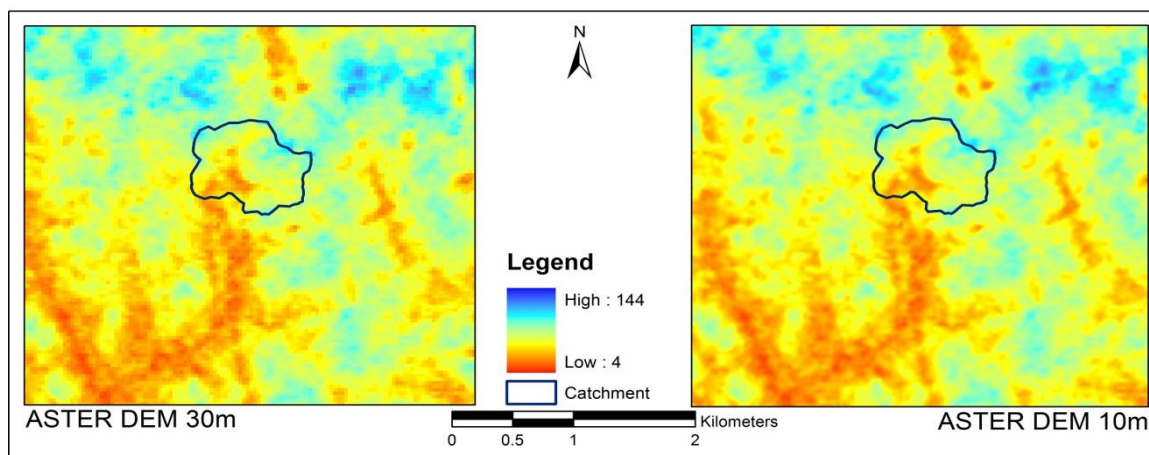 N
Legend
High : 144
Low : 4
Catchment
ASTER DEM 30m
Kilometers
0 0.5 1 2
ASTER DEM 10m